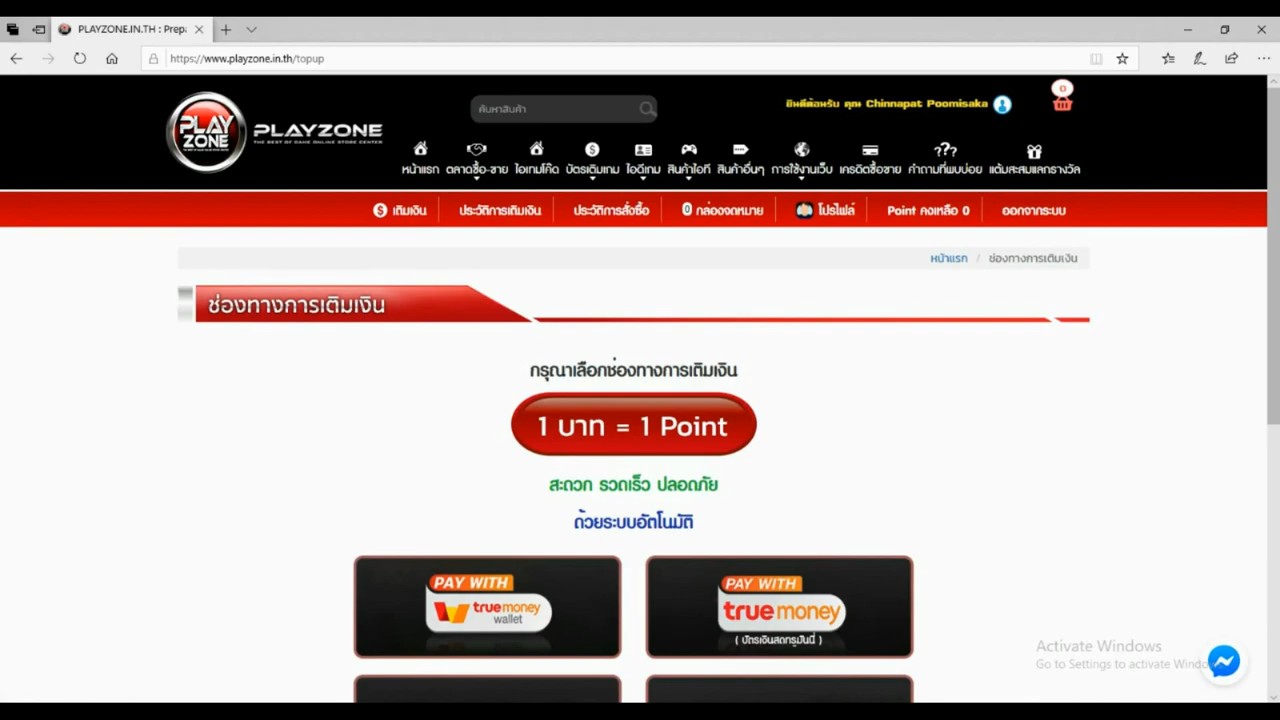 PLAYZONE.IN.TH : Prep
https://www.playzone.in.th/topup
PLAY ZONE
PLAYZONE
THE BEST OF GAME ONLINE STORE CENTER
ค้นหาสินค้า
ยินดีต้อนรับ คุณ Chinnapat Poomisaka
0
หน้าแรก ตลาดซื้อ-ขาย ไอเทมโค๊ด บัตรเติมเกม ไอดีเกม สินค้าไอที สินค้าอื่นๆ การใช้งานเว็บ เครดิตซื้อขาย คำถามที่พบบ่อย แต้มสะสมแลกรางวัล
เติมเงิน ประวัติการเติมเงิน ประวัติการสั่งซื้อ 0 กล่องจดหมาย โปรไฟล์ Point คงเหลือ 0 ออกจากระบบ
หน้าแรก / ช่องทางการเติมเงิน
ช่องทางการเติมเงิน
กรุณาเลือกช่องทางการเติมเงิน
1 บาท = 1 Point
สะดวก รวดเร็ว ปลอดภัย
ด้วยระบบอัตโนมัติ
PAY WITH
truemoney
wallet
PAY WITH
truemoney
( บัตรเงินสดทรูมันนี่ )
Activate Windows
Go to Settings to activate